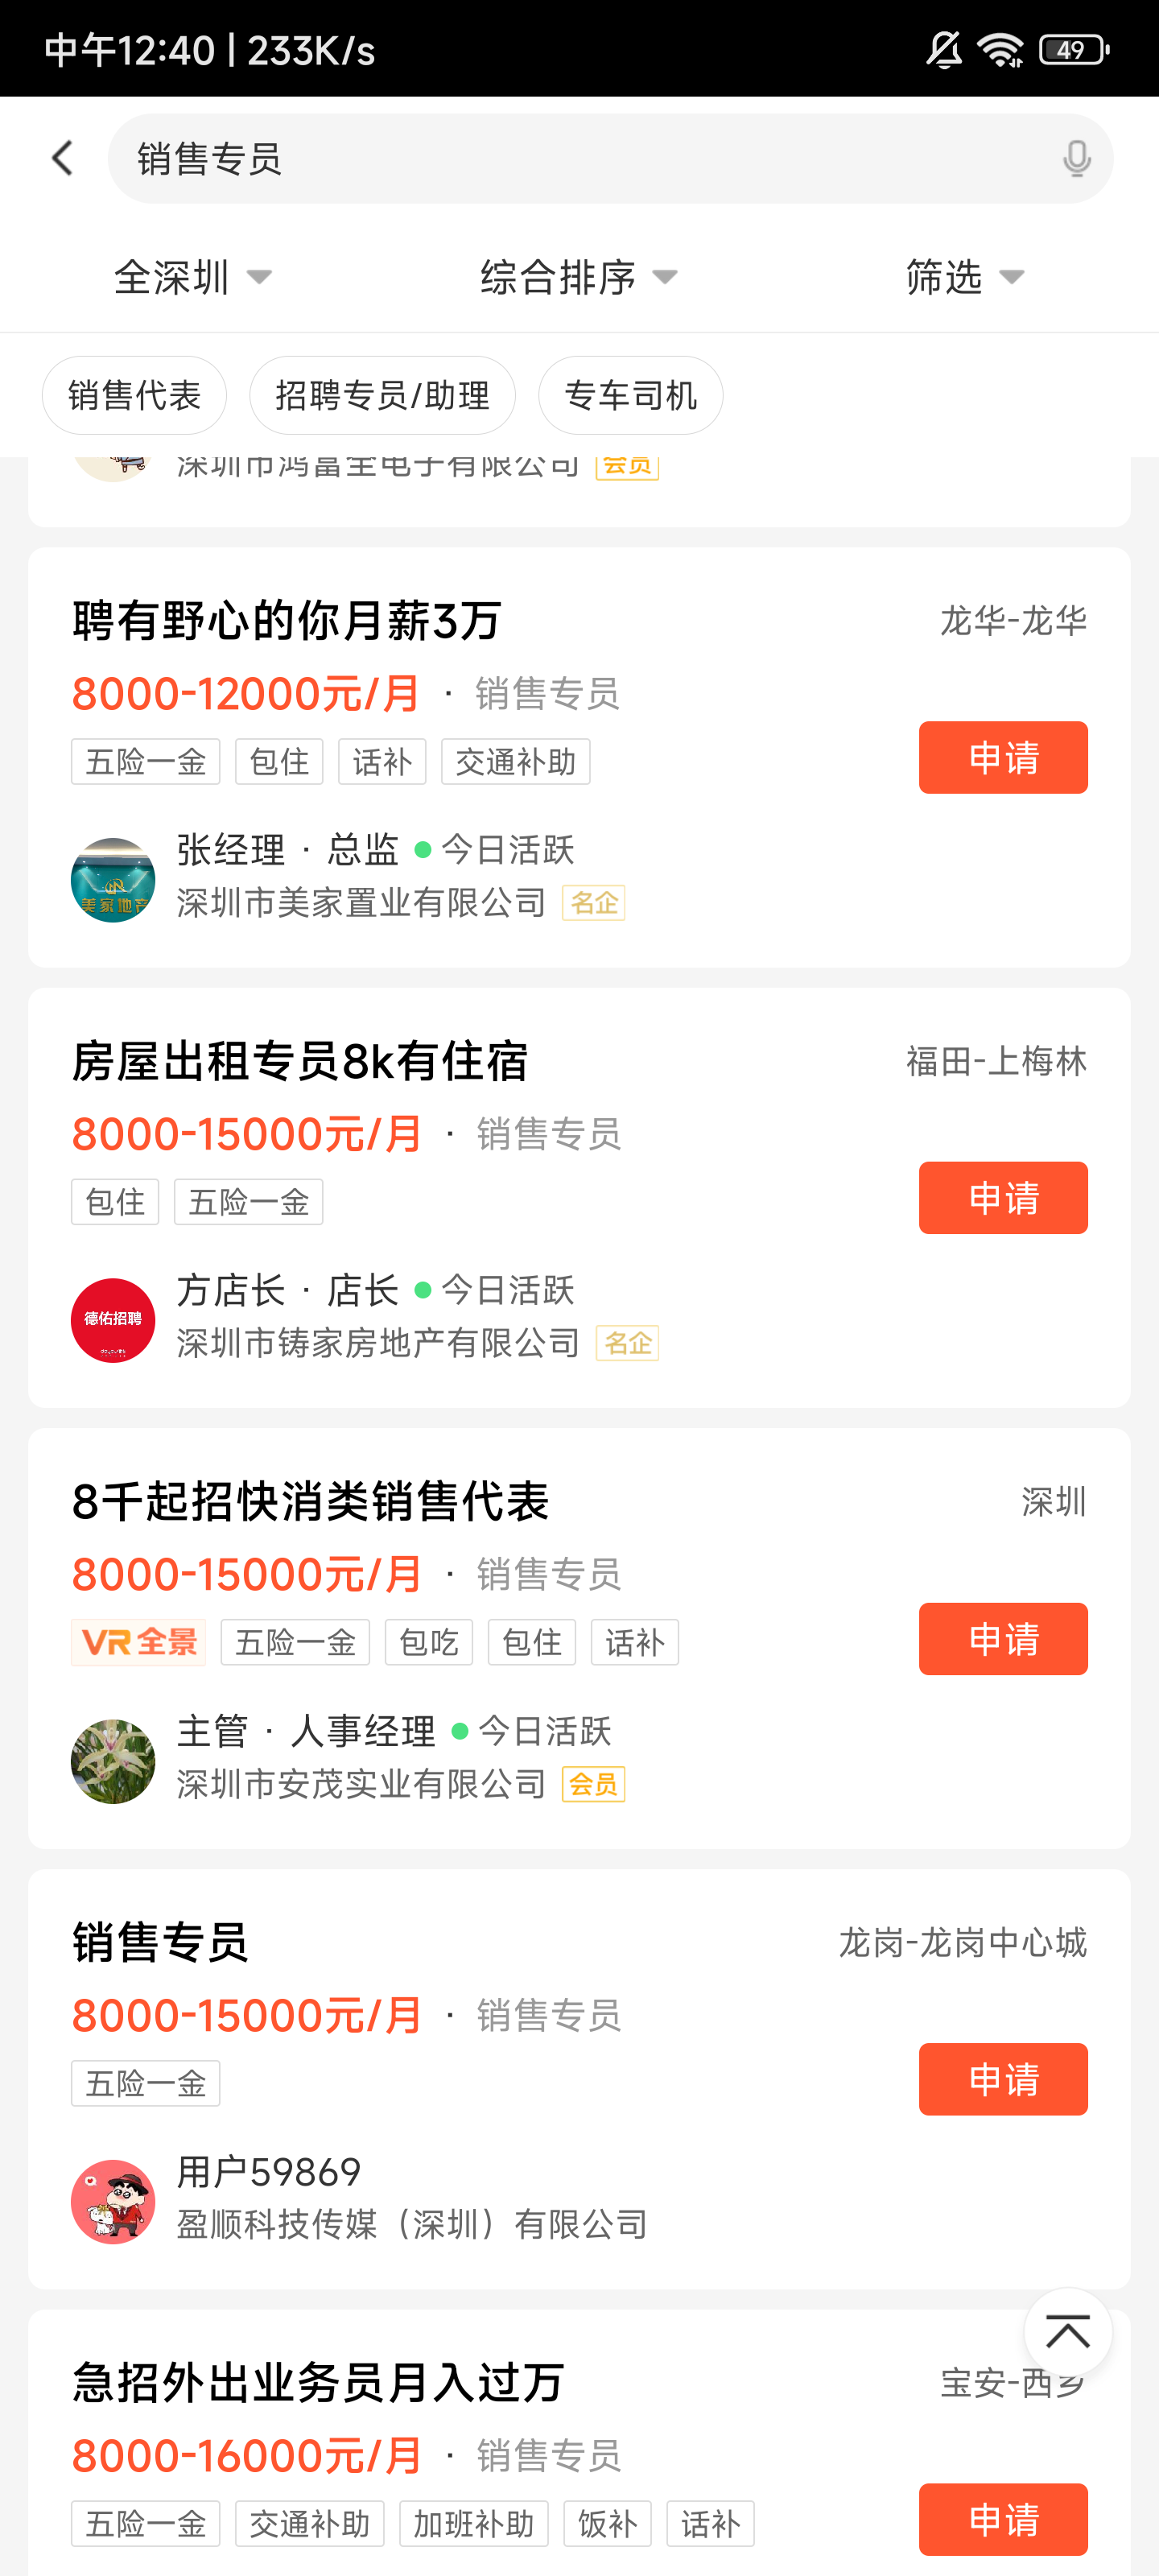 中午12:40 | 233K/s
49
销售专员
全深圳
综合排序
筛选
销售代表
招聘专员/助理
专车司机
深圳市鸿富全电子有限公司 会员
聘有野心的你月薪3万
龙华-龙华
8000-12000元/月 · 销售专员
五险一金 包住 话补 交通补助
申请
张经理 · 总监 今日活跃
美家地产
深圳市美家置业有限公司 名企
房屋出租专员8k有住宿
福田-上梅林
8000-15000元/月 · 销售专员
包住 五险一金
申请
方店长 · 店长 今日活跃
德佑招聘
深圳市铸家房地产有限公司 名企
8千起招快消类销售代表
深圳
8000-15000元/月 · 销售专员
VR全景 五险一金 包吃 包住 话补
申请
主管 · 人事经理 今日活跃
深圳市安茂实业有限公司 会员
销售专员
龙岗-龙岗中心城
8000-15000元/月 · 销售专员
五险一金
申请
用户59869
盈顺科技传媒（深圳）有限公司
急招外出业务员月入过万
宝安-西乡
8000-16000元/月 · 销售专员
五险一金 交通补助 加班补助 饭补 话补
申请